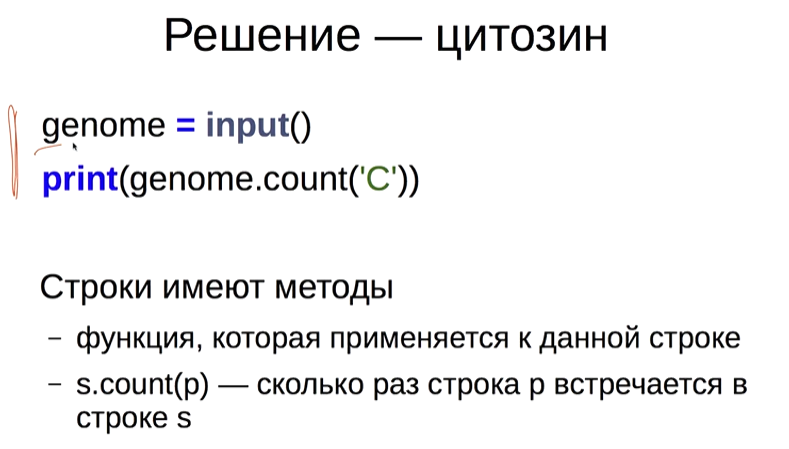 Решение — цитозин
genome = input()
print(genome.count('C'))
Строки имеют методы
– функция, которая применяется к данной строке
– s.count(p) — сколько раз строка p встречается в
строке s